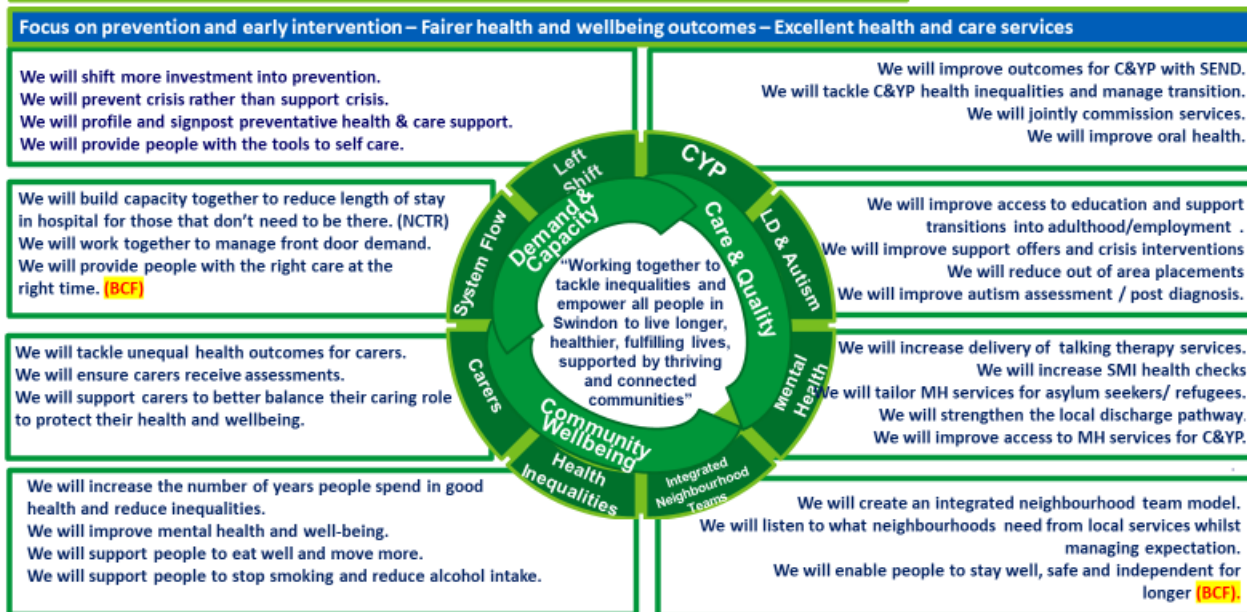 Focus on prevention and early intervention – Fairer health and wellbeing outcomes – Excellent health and care services
We will shift more investment into prevention.
We will prevent crisis rather than support crisis.
We will profile and signpost preventative health & care support.
We will provide people with the tools to self care.
We will improve outcomes for C&YP with SEND.
We will tackle C&YP health inequalities and manage transition.
We will jointly commission services.
We will improve oral health.
We will build capacity together to reduce length of stay
in hospital for those that don't need to be there. (NCTR)
We will work together to manage front door demand.
We will provide people with the right care at the
right time. (BCF)
We will improve access to education and support
transitions into adulthood/employment .
We will improve support offers and crisis interventions
We will reduce out of area placements
We will improve autism assessment / post diagnosis.
We will tackle unequal health outcomes for carers.
We will ensure carers receive assessments.
We will support carers to better balance their caring role
to protect their health and wellbeing.
We will increase delivery of talking therapy services.
We will increase SMI health checks
We will tailor MH services for asylum seekers/ refugees.
We will strengthen the local discharge pathway.
We will improve access to MH services for C&YP.
We will increase the number of years people spend in good
health and reduce inequalities.
We will improve mental health and well-being.
We will support people to eat well and move more.
We will support people to stop smoking and reduce alcohol intake.
We will create an integrated neighbourhood team model.
We will listen to what neighbourhoods need from local services whilst
managing expectation.
We will enable people to stay well, safe and independent for
longer (BCF).
Left
Shift
CYP
System Flow
LD & Autism
Carers
Mental
Health
Health
Inequalities
Integrated
Neighbourhood
Teams
Demand &
Capacity
Care & Quality
Community
Wellbeing
"Working together to
tackle inequalities and
empower all people in
Swindon to live longer,
healthier, fulfilling lives,
supported by thriving
and connected
communities"